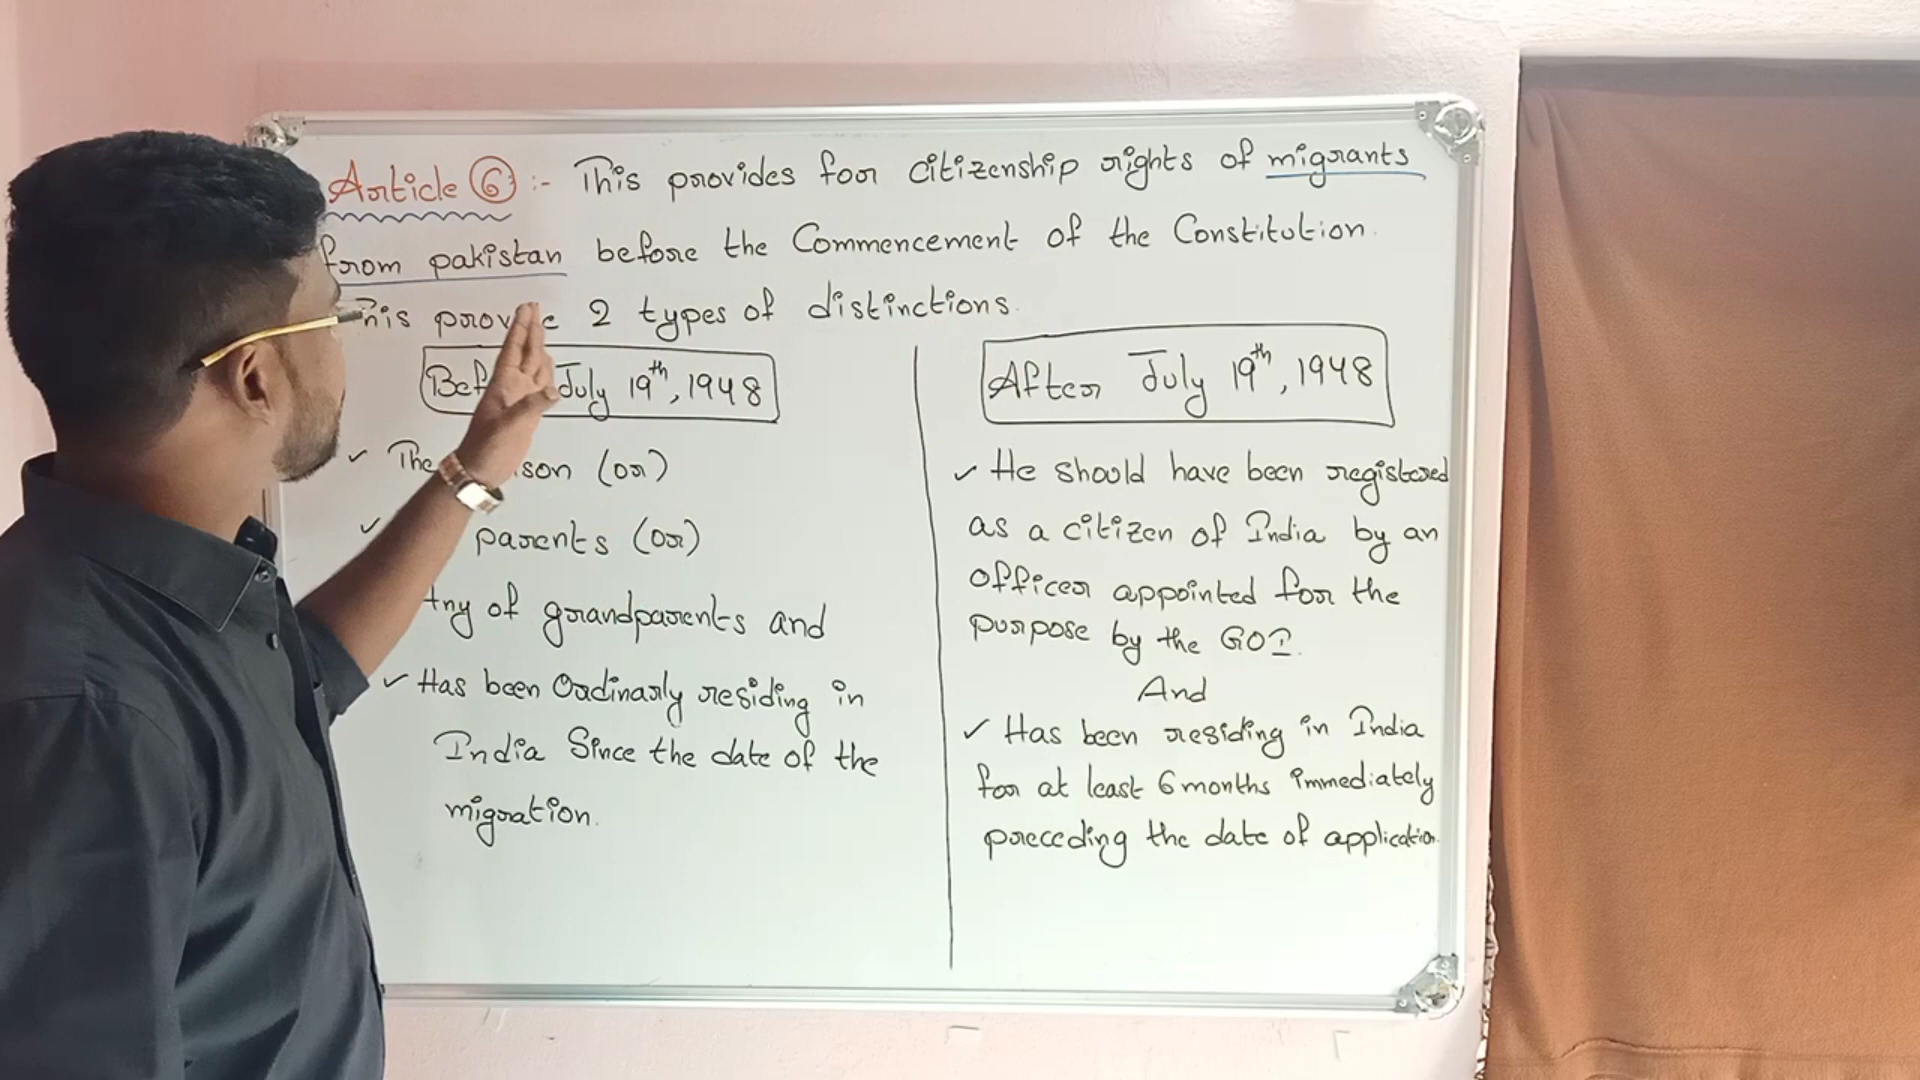 Article 6 :- This provides for citizenship rights of migrants
from pakistan before the Commencement of the Constitution.
This provide 2 types of distinctions.
July 19th, 1948
✓ The (or)
✓ parents (or)
Any of grandparents and
✓ Has been Ordinarly residing in
India Since the date of the
migration.
After July 19th, 1948
✓ He should have been registered
as a citizen of India by an
officer appointed for the
purpose by the GOI.
And
✓ Has been residing in India
for at least 6 months immediately
preceding the date of application.